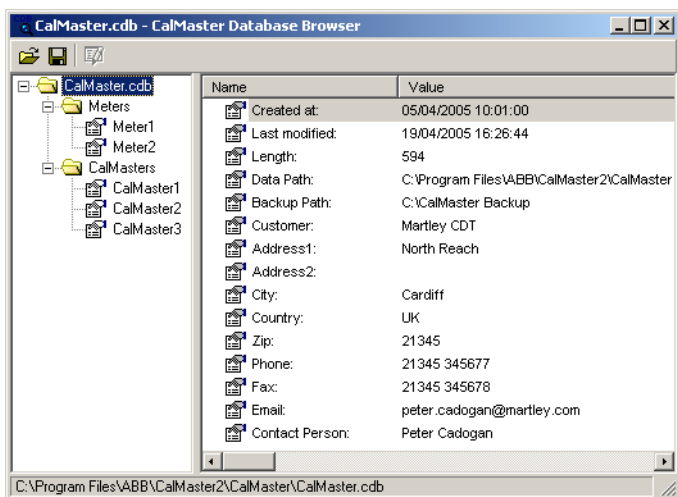 CalMaster.cdb - CalMaster Database Browser
CalMaster.cdb
Meters
Meter1
Meter2
CalMasters
CalMaster1
CalMaster2
CalMaster3
Name Value
Created at: 05/04/2005 10:01:00
Last modified: 19/04/2005 16:26:44
Length: 594
Data Path: C:\Program Files\ABB\CalMaster2\CalMaster
Backup Path: C:\CalMaster Backup
Customer: Martley CDT
Address1: North Reach
Address2:
City: Cardiff
Country: UK
Zip: 21345
Phone: 21345 345677
Fax: 21345 345678
Email: peter.cadogan@martley.com
Contact Person: Peter Cadogan
C:\Program Files\ABB\CalMaster2\CalMaster\CalMaster.cdb